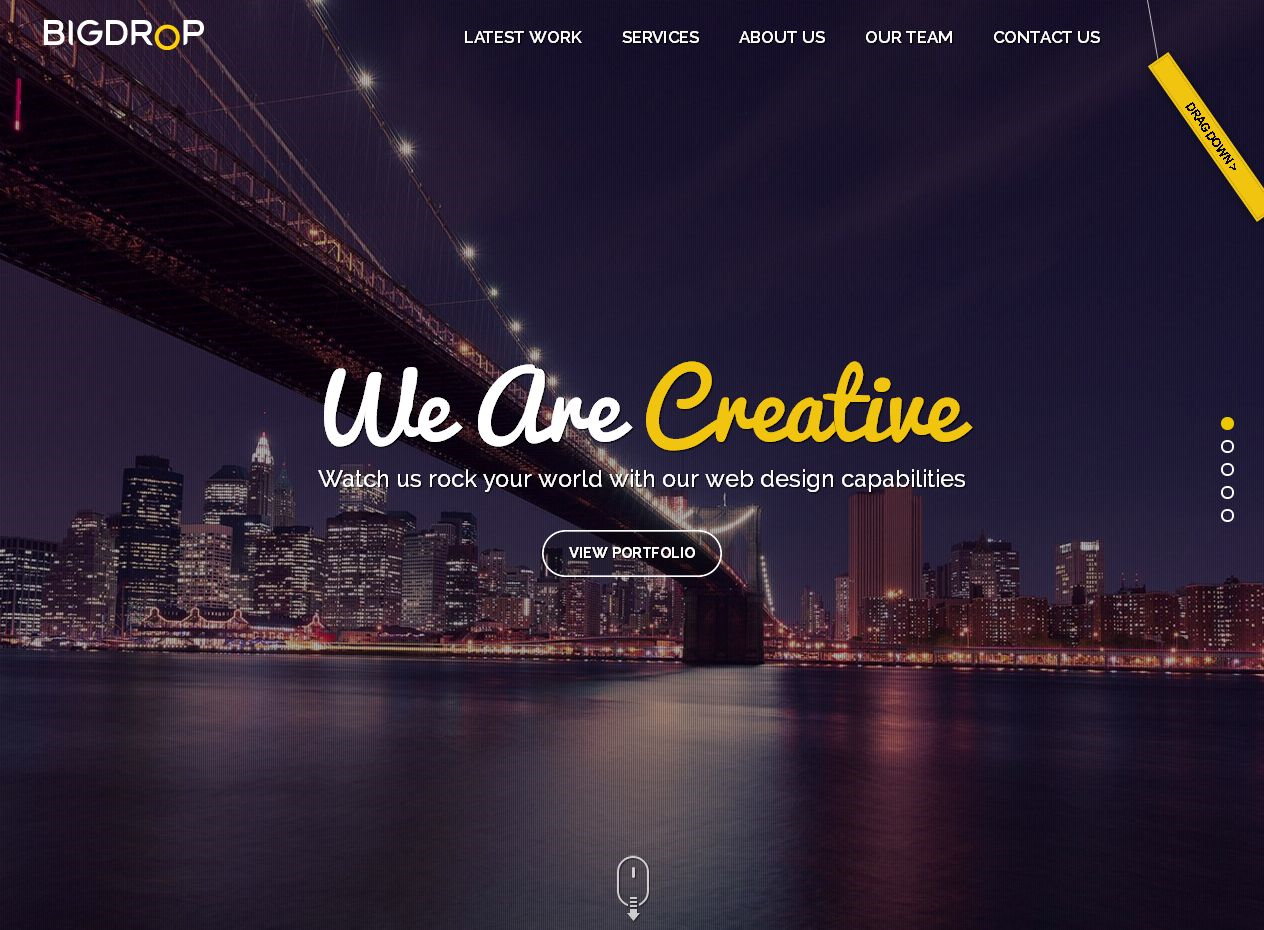 BIGDROP
LATEST WORK
SERVICES
ABOUT US
OUR TEAM
CONTACT US
DRAG DOWN >
We Are Creative
Watch us rock your world with our web design capabilities
VIEW PORTFOLIO